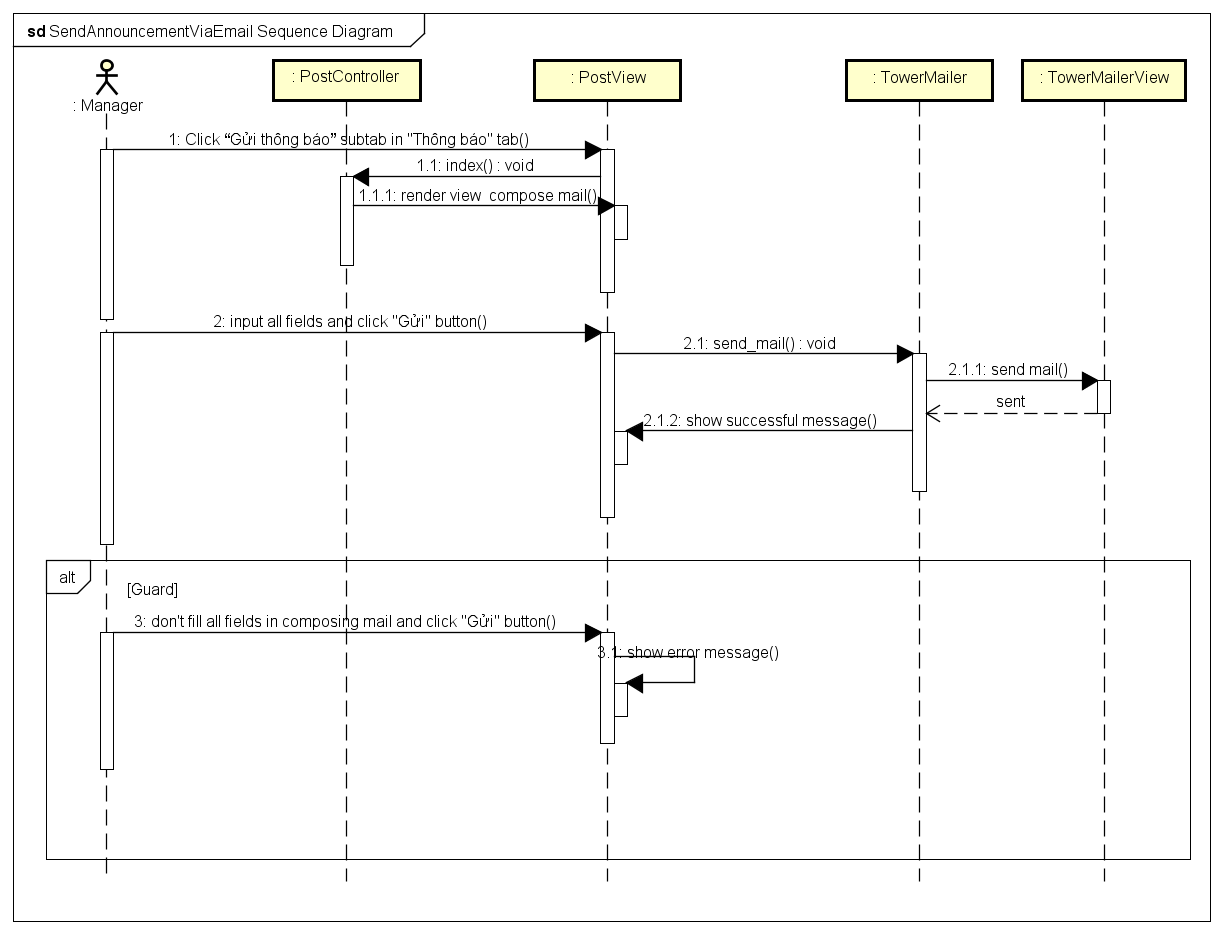 sd SendAnnouncementViaEmail Sequence Diagram
: Manager
: PostController
: PostView
: TowerMailer
: TowerMailerView
1: Click “Gửi thông báo” subtab in "Thông báo" tab()
1.1: index() : void
1.1.1: render view  compose mail()
2: input all fields and click "Gửi" button()
2.1: send_mail() : void
2.1.1: send mail()
sent
2.1.2: show successful message()
alt
[Guard]
3: don't fill all fields in composing mail and click "Gửi" button()
3.1: show error message()